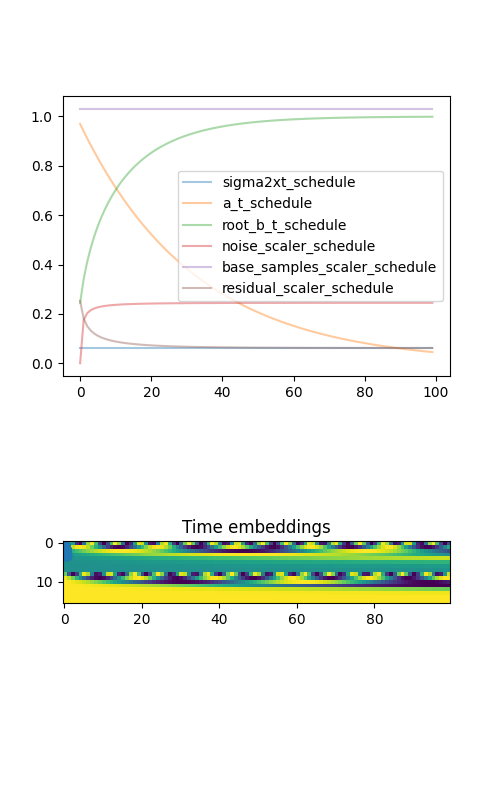 1.0
0.8
0.6
0.4
0.2
0.0
sigma2xt_schedule
a_t_schedule
root_b_t_schedule
noise_scaler_schedule
base_samples_scaler_schedule
residual_scaler_schedule
0 20 40 60 80 100
Time embeddings
0
10
0 20 40 60 80